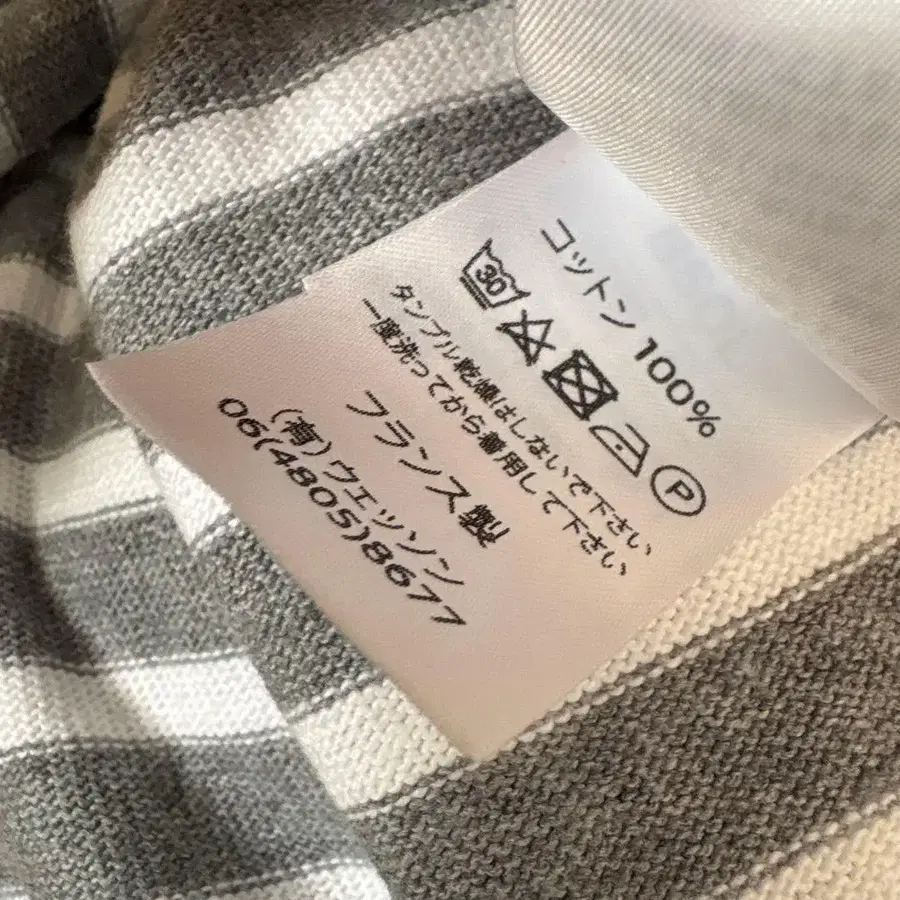 コットン 100%
30
P
タンブル乾燥はしないで下さい
一度洗ってから着用して下さい
フランス製
(有)ウェッソン
06(4805)8677